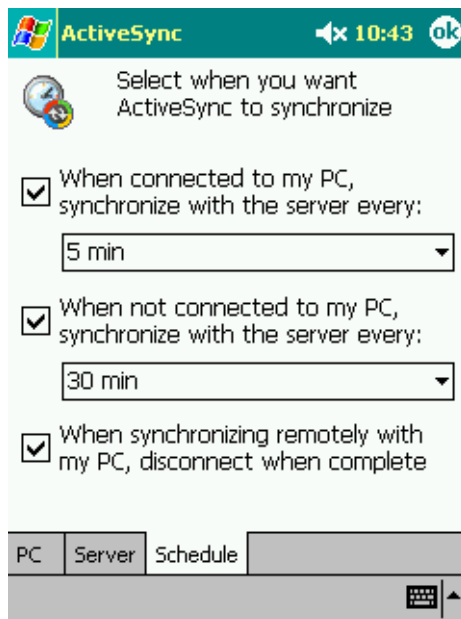 ActiveSync 10:43 ok
Select when you want
ActiveSync to synchronize
When connected to my PC,
synchronize with the server every:
5 min
When not connected to my PC,
synchronize with the server every:
30 min
When synchronizing remotely with
my PC, disconnect when complete
PC Server Schedule